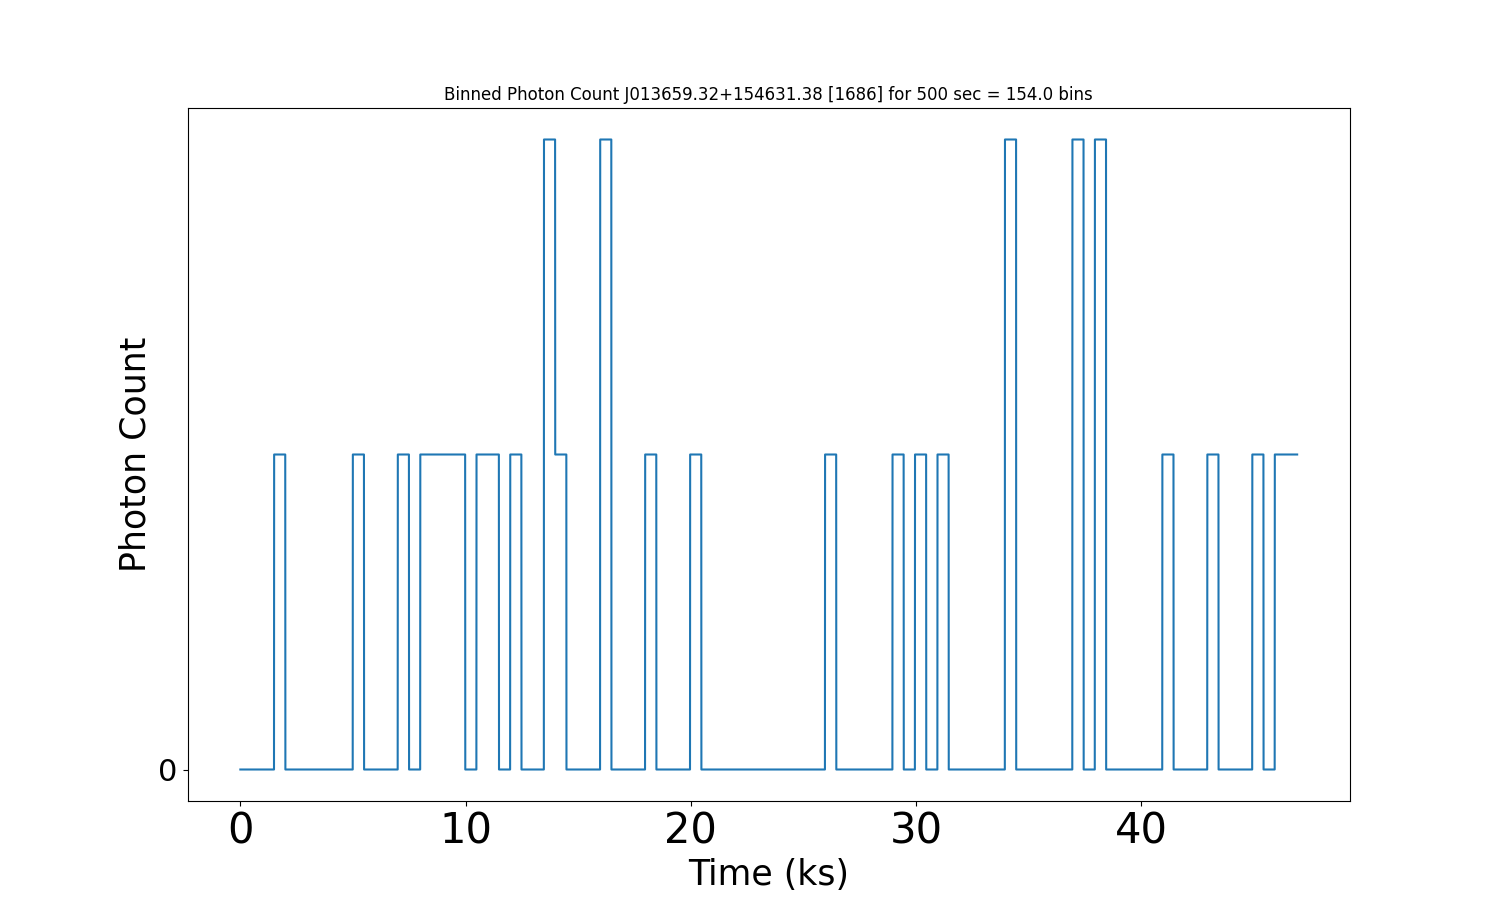 Binned Photon Count J013659.32+154631.38 [1686] for 500 sec = 154.0 bins
Photon Count
0
0 10 20 30 40
Time (ks)